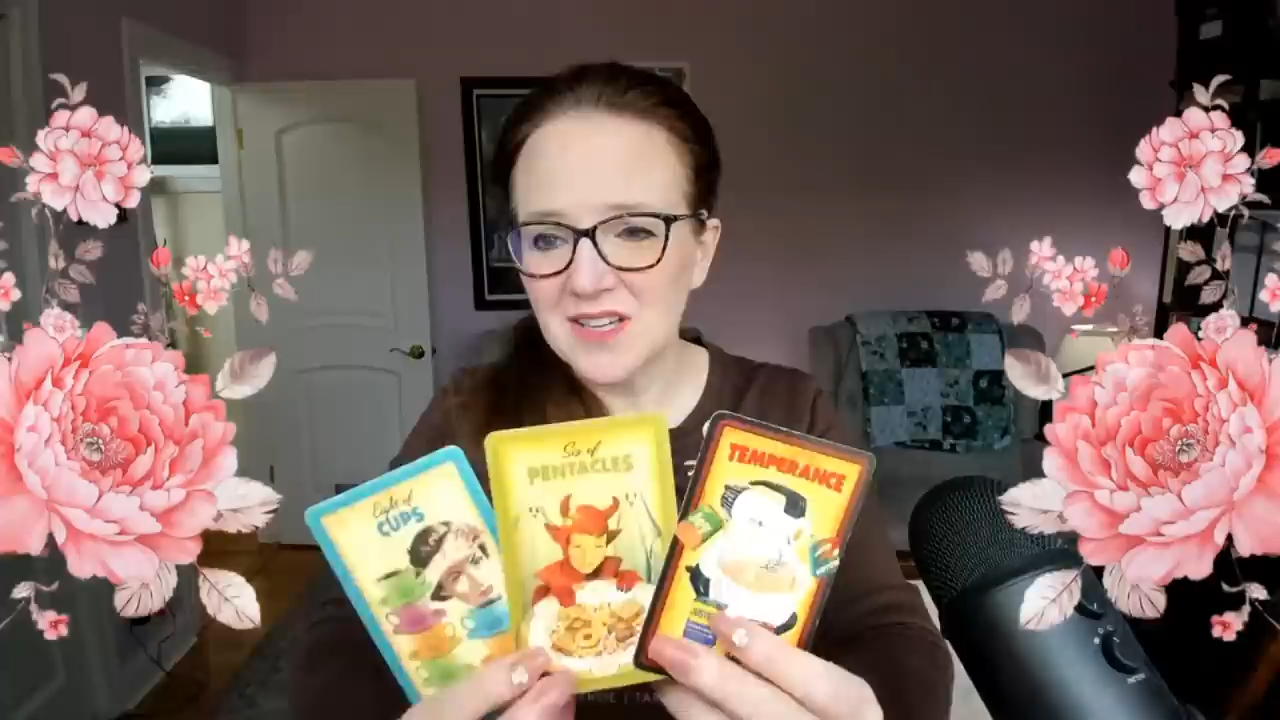 Eight of
CUPS
Six of
PENTACLES
TEMPERANCE